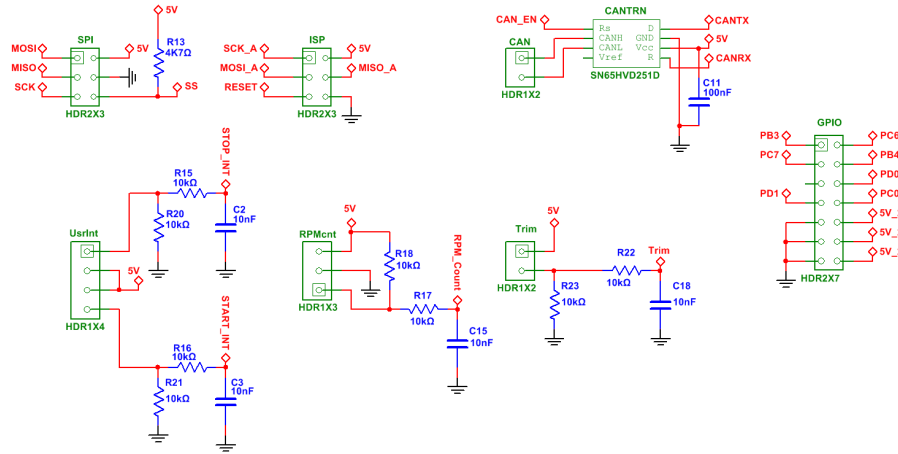 SPI
MOSI
5V
MISO
SCK
HDR2X3
5V
R13
4K7Ω
SS
ISP
SCK_A
5V
MOSI_A
MISO_A
RESET
HDR2X3
CANTRN
CAN_EN
Rs
D
CANTX
CANH
GND
5V
CANL
Vcc
Vref
R
CANRX
SN65HVD251D
CAN
HDR1X2
C11
100nF
GPIO
PB3
PC6
PC7
PB4
PD0
PD1
PC0
5V_
5V_
5V_
HDR2X7
STOP_INT
R15
10kΩ
R20
10kΩ
C2
10nF
UsrInt
5V
HDR1X4
START_INT
R16
10kΩ
R21
10kΩ
C3
10nF
RPMcnt
5V
HDR1X3
R18
10kΩ
R17
10kΩ
RPM_Count
C15
10nF
Trim
5V
HDR1X2
R22
10kΩ
Trim
R23
10kΩ
C18
10nF